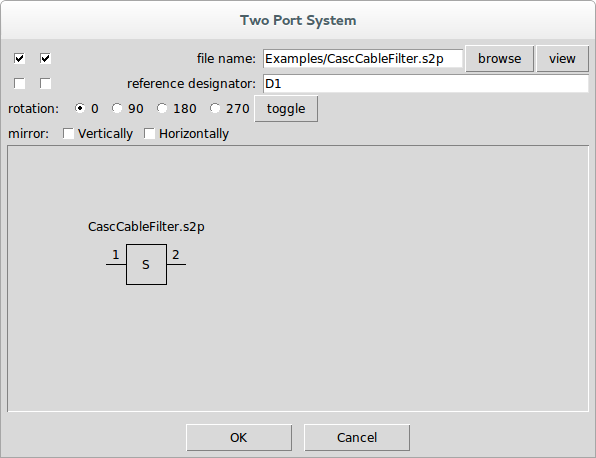 Two Port System
file name: Examples/CascCableFilter.s2p browse view
reference designator: D1
rotation: 0 90 180 270 toggle
mirror: Vertically Horizontally
CascCableFilter.s2p
1 S 2
OK Cancel